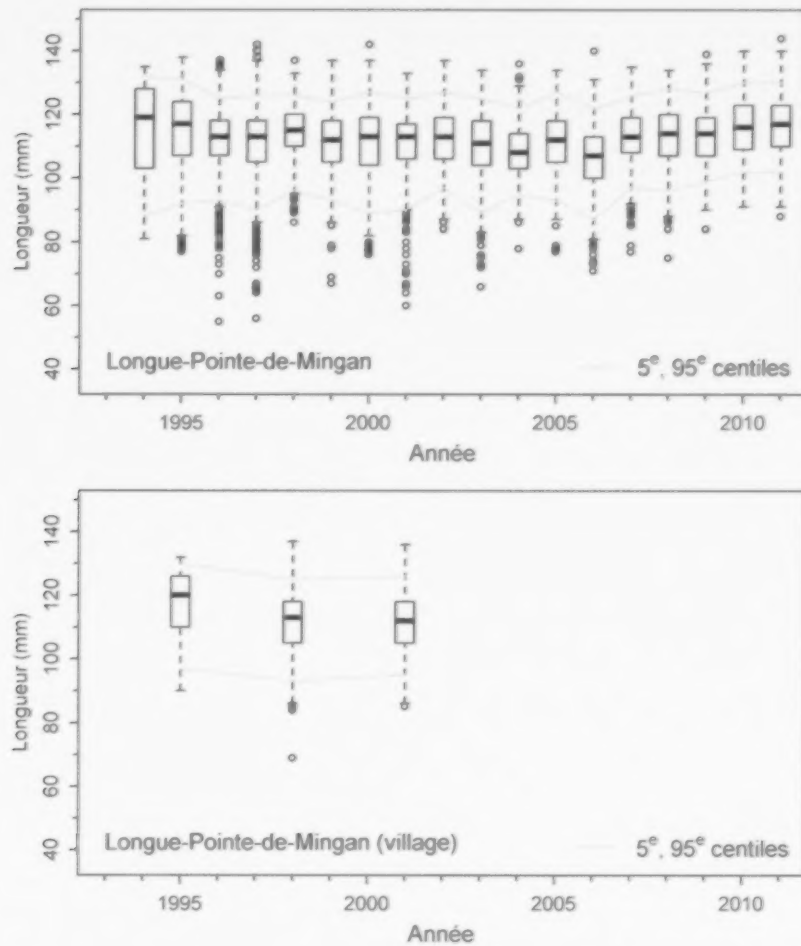 Longueur (mm)
140
120
100
80
60
40
Longue-Pointe-de-Mingan
5e, 95e centiles
1995
2000
2005
2010
Année
Longueur (mm)
140
120
100
80
60
40
Longue-Pointe-de-Mingan (village)
5e, 95e centiles
1995
2000
2005
2010
Année